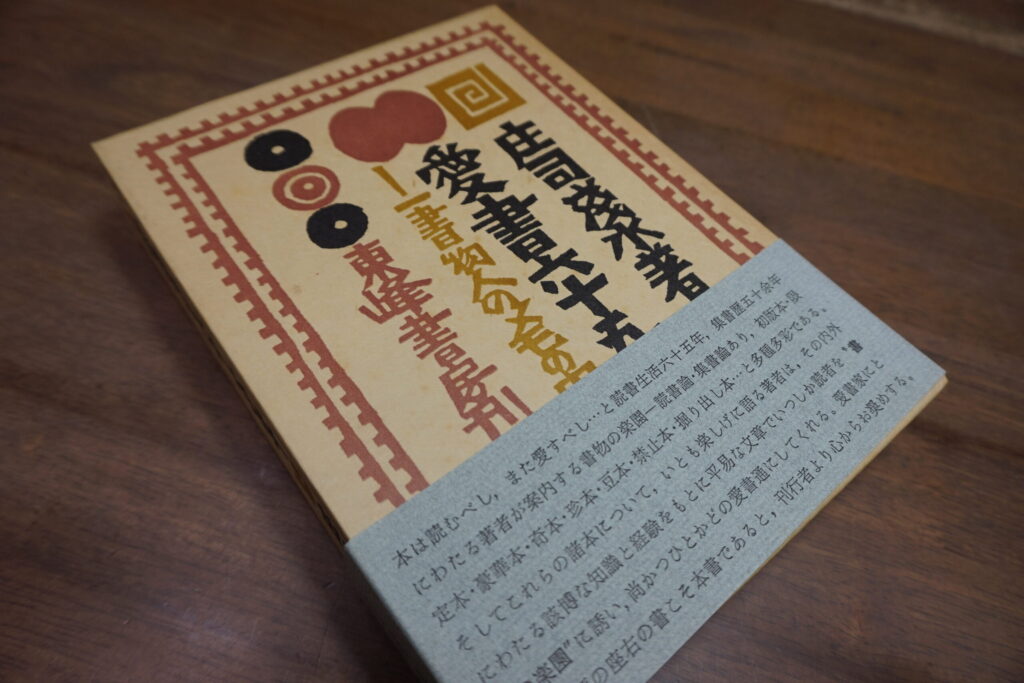 庄司淺水著
愛書六十五
一書物人の
東峰書房刊
本は読むべし，また愛すべし…と読書生活六十五年，集書歴五十余年
にわたる著者が案内する書物の楽園―読書論・集書論あり，初版本・限
定本・豪華本・奇本・珍本・豆本・禁止本・掘り出し本…と多種多彩である。
そしてこれらの諸本について，いとも楽しげに語る著者は，その内外
にわたる該博な知識と経験をもとに平易な文章でいつしか読者を"書
の楽園"に誘い，尚かつひとかどの愛書通にしてくれる。愛書家にと
の座右の書こそ本書であると，刊行者より心からお奨めする。